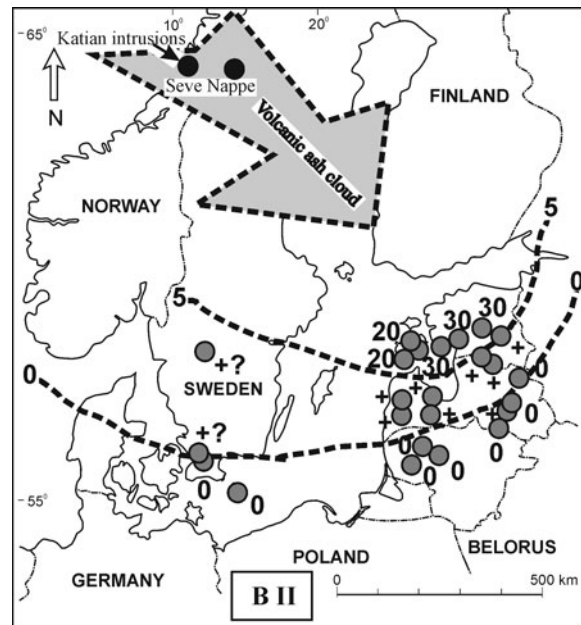 10° 20°
65°
Katian intrusions
Seve Nappe
N
Volcanic ash cloud
FINLAND
NORWAY
5
0
5
20 30 30
20 30 +
0
+? + + + 0
SWEDEN
+ + +
+?
0 0
0 0
0 0
55°
POLAND
BELORUS
GERMANY
B II
0 500 km